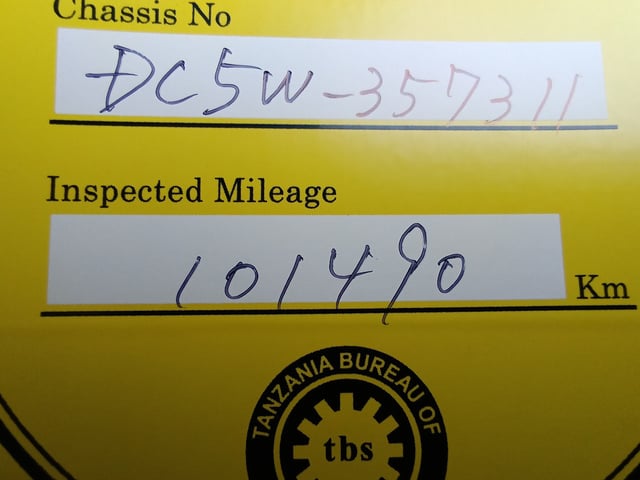 Chassis No
DC5W-357311
Inspected Mileage
101490 Km
TANZANIA BUREAU OF
tbs